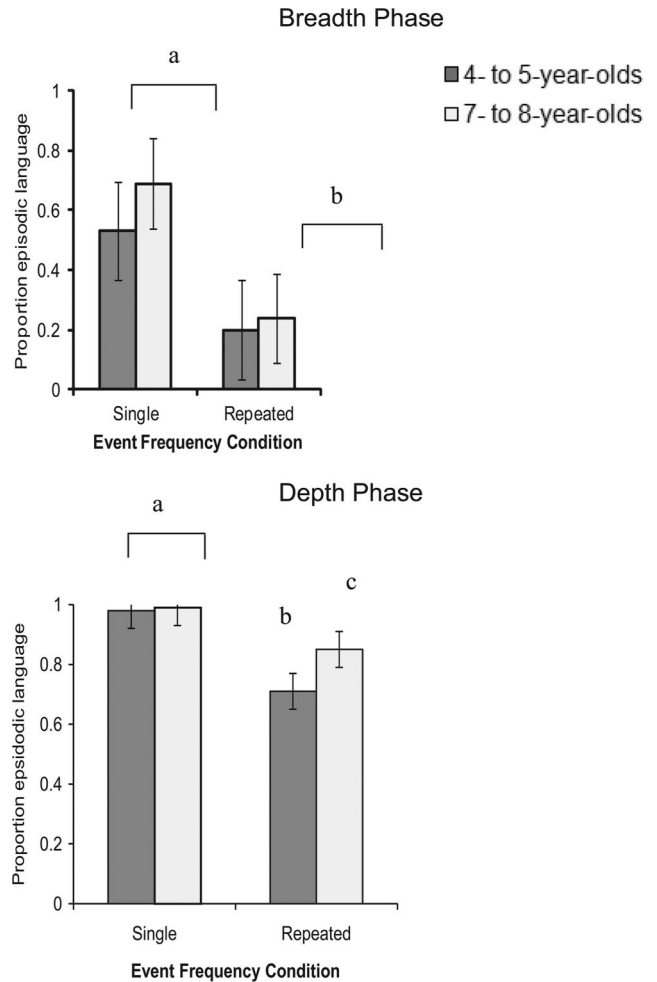 Breadth Phase
4- to 5-year-olds
7- to 8-year-olds
a
b
Proportion episodic language
1
0.8
0.6
0.4
0.2
0
Single Repeated
Event Frequency Condition
Depth Phase
a
b
c
Proportion epsidodic language
1
0.8
0.6
0.4
0.2
0
Single Repeated
Event Frequency Condition